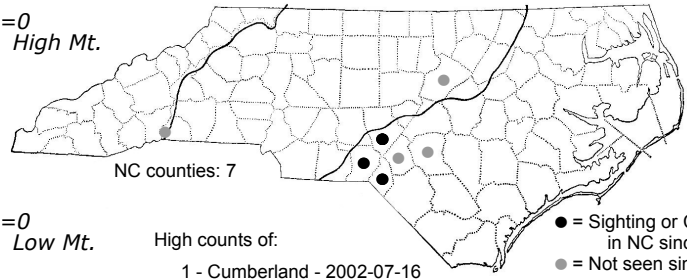 =0
High Mt.
NC counties: 7
=0
Low Mt.
High counts of:
1 - Cumberland - 2002-07-16
● = Sighting or
in NC sinc
● = Not seen sin